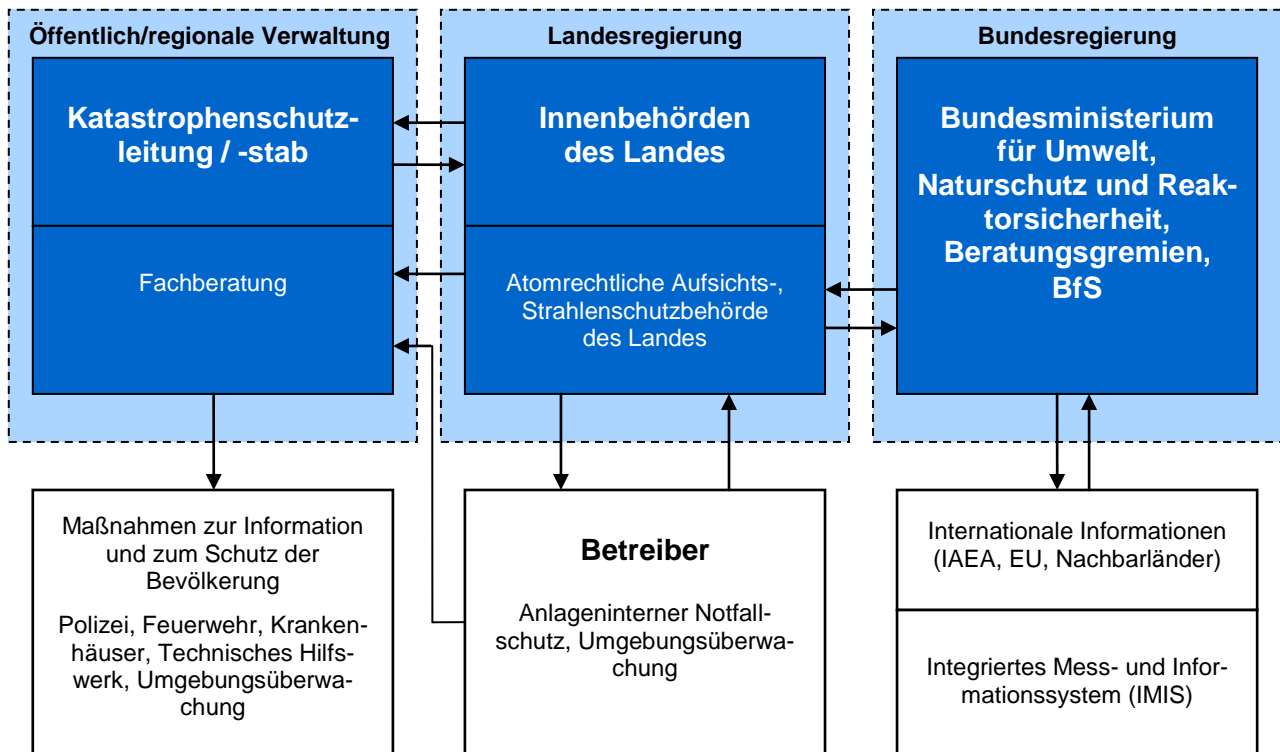 Öffentlich/regionale Verwaltung
Katastrophenschutz-
leitung / -stab
Fachberatung
Maßnahmen zur Information
und zum Schutz der
Bevölkerung
Polizei, Feuerwehr, Kranken-
häuser, Technisches Hilfs-
werk, Umgebungsüberwa-
chung
Landesregierung
Innenbehörden
des Landes
Atomrechtliche Aufsichts-,
Strahlenschutzbehörde
des Landes
Betreiber
Anlageninterner Notfall-
schutz, Umgebungsüberwa-
chung
Bundesregierung
Bundesministerium
für Umwelt,
Naturschutz und Reak-
torsicherheit,
Beratungsgremien,
BfS
Internationale Informationen
(IAEA, EU, Nachbarländer)
Integriertes Mess- und Infor-
mationssystem (IMIS)